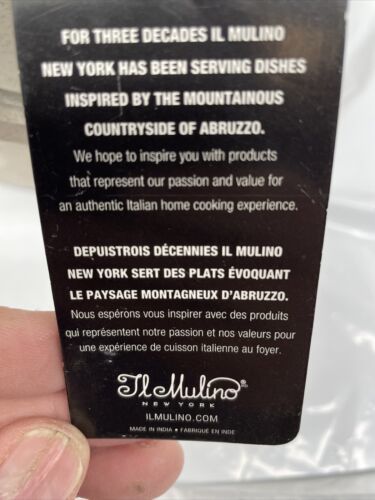 FOR THREE DECADES IL MULINO
NEW YORK HAS BEEN SERVING DISHES
INSPIRED BY THE MOUNTAINOUS
COUNTRYSIDE OF ABRUZZO.
We hope to inspire you with products
that represent our passion and value for
an authentic Italian home cooking experience.
DEPUISTROIS DÉCENNIES IL MULINO
NEW YORK SERT DES PLATS ÉVOQUANT
LE PAYSAGE MONTAGNEUX D'ABRUZZO.
Nous espérons vous inspirer avec des produits
qui représentent notre passion et nos valeurs pour
une expérience de cuisson italienne au foyer.
Il Mulino®
NEW YORK
ILMULINO.COM
MADE IN INDIA • FABRIQUÉ EN INDE